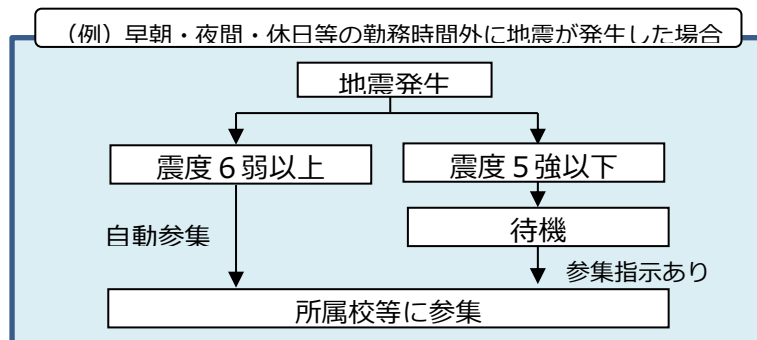 （例）早朝・夜間・休日等の勤務時間外に地震が発生した場合
地震発生
震度６弱以上
震度５強以下
自動参集
待機
参集指示あり
所属校等に参集